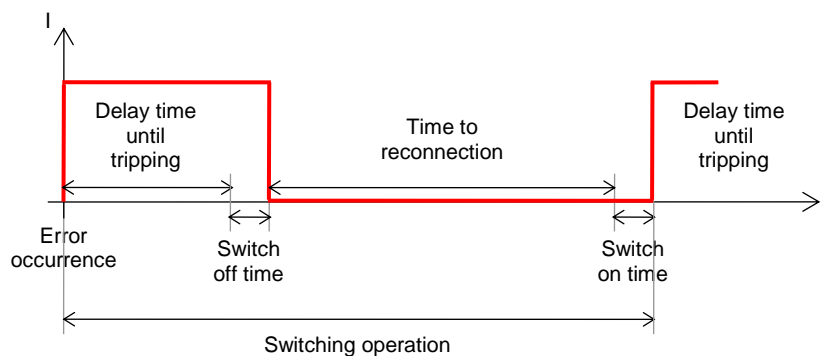 I
Delay time
until
tripping
Time to
reconnection
Delay time
until
tripping
Error
occurrence
Switch
off time
Switch
on time
Switching operation